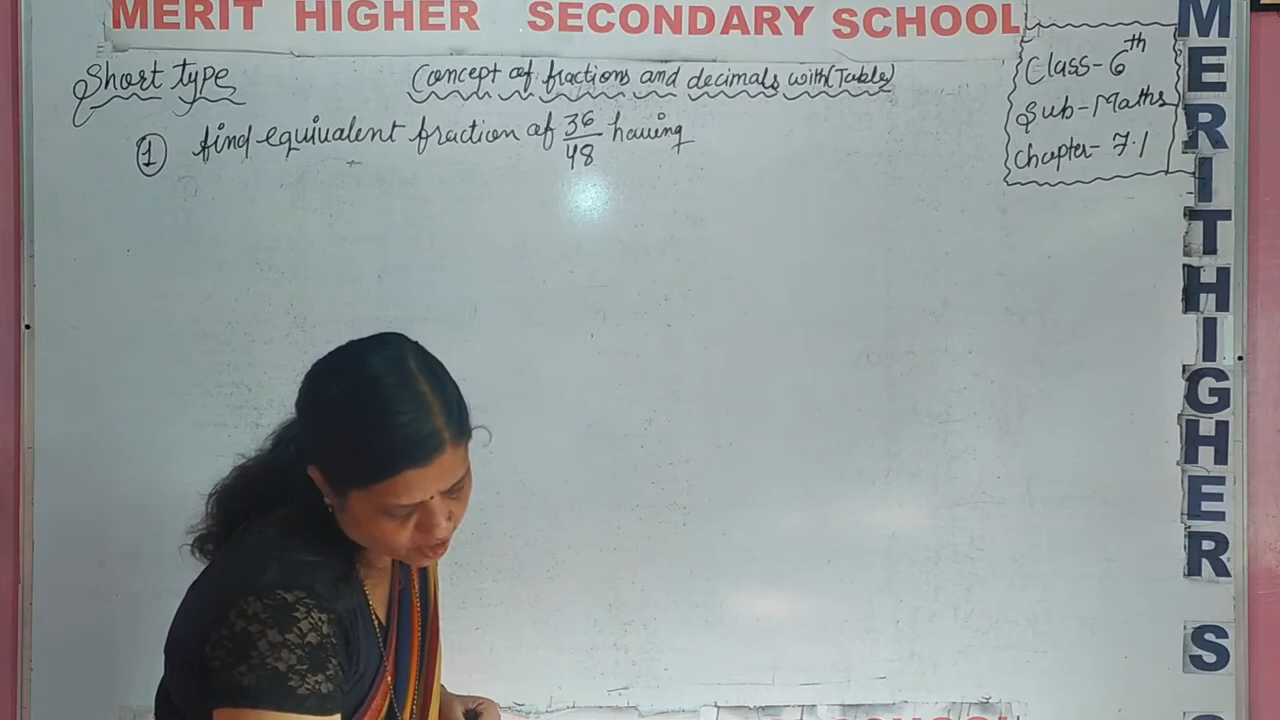 MERIT HIGHER SECONDARY SCHOOL
Short type
Concept of fractions and decimals with (Table)
Class-6th
Sub-Maths
Chapter- 7.1
① find equivalent fraction of 36/48 having
MERIT HIGHER S
SCHOOL